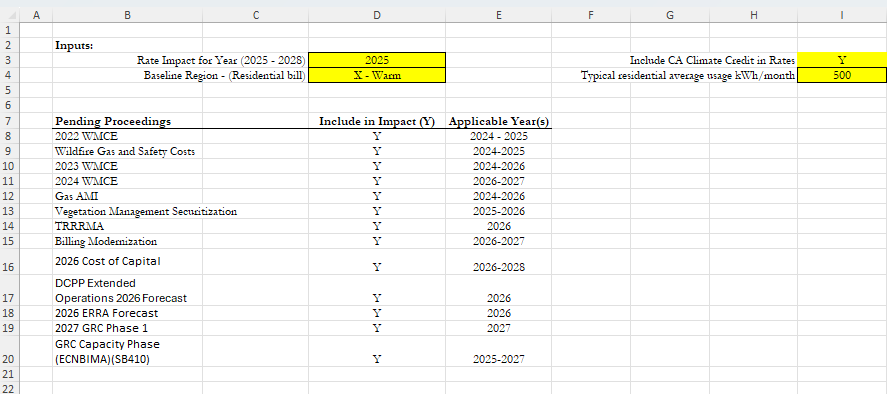 A B C D E F G H I
1
2 Inputs:
3 Rate Impact for Year (2025 - 2028) 2025 Include CA Climate Credit in Rates Y
4 Baseline Region - (Residential bill) X - Warm Typical residential average usage kWh/month 500
5
6
7 Pending Proceedings Include in Impact (Y) Applicable Year(s)
8 2022 WMCE Y 2024 - 2025
9 Wildfire Gas and Safety Costs Y 2024-2025
10 2023 WMCE Y 2024-2026
11 2024 WMCE Y 2026-2027
12 Gas AMI Y 2024-2026
13 Vegetation Management Securitization Y 2025-2026
14 TRRRMA Y 2026
15 Billing Modernization Y 2026-2027
16 2026 Cost of Capital Y 2026-2028
DCPP Extended
17 Operations 2026 Forecast Y 2026
18 2026 ERRA Forecast Y 2026
19 2027 GRC Phase 1 Y 2027
GRC Capacity Phase
20 (ECNBIMA)(SB410) Y 2025-2027
21
22